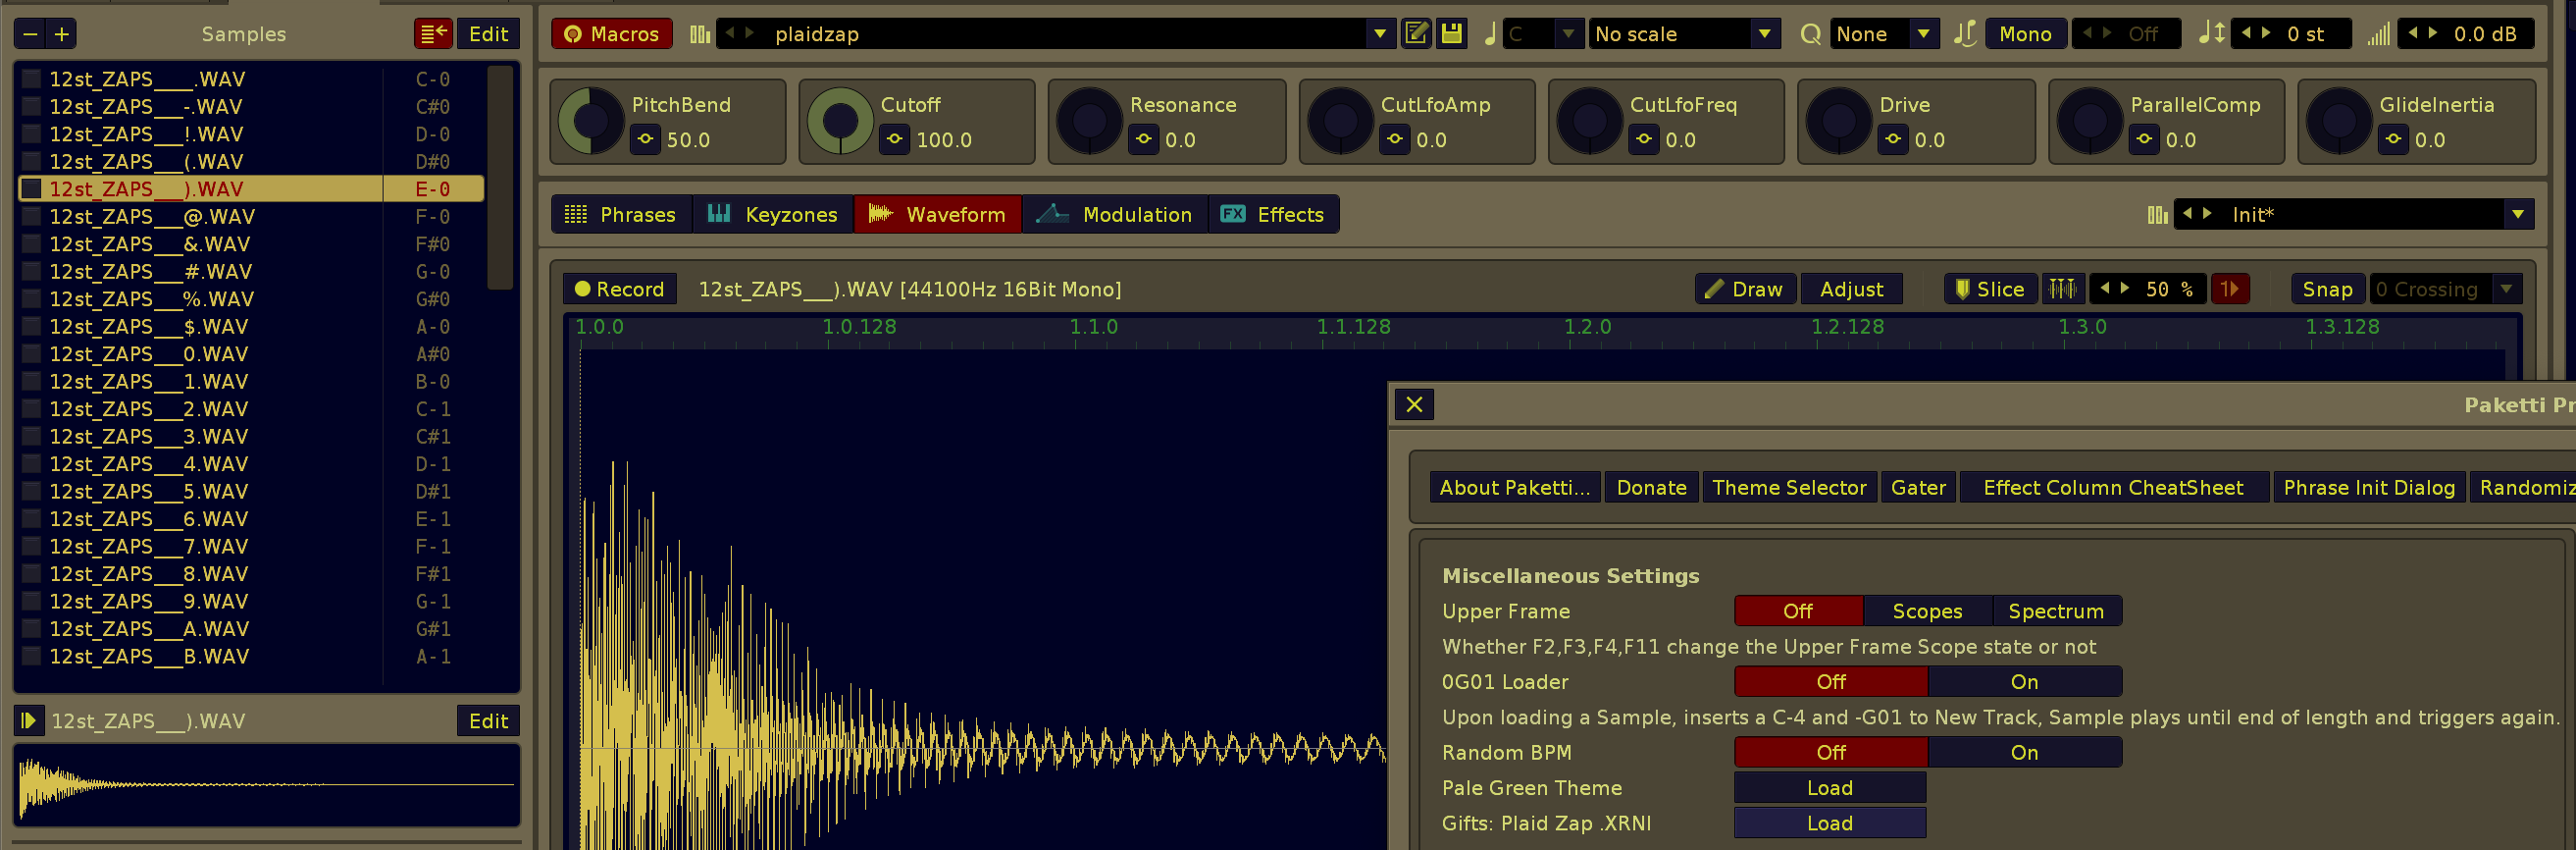 Samples Edit
12st_ZAPS____.WAV C-0
12st_ZAPS___-.WAV C#0
12st_ZAPS___!.WAV D-0
12st_ZAPS___(.WAV D#0
12st_ZAPS___).WAV E-0
12st_ZAPS___@.WAV F-0
12st_ZAPS___&.WAV F#0
12st_ZAPS___#.WAV G-0
12st_ZAPS___%.WAV G#0
12st_ZAPS___$.WAV A-0
12st_ZAPS___0.WAV A#0
12st_ZAPS___1.WAV B-0
12st_ZAPS___2.WAV C-1
12st_ZAPS___3.WAV C#1
12st_ZAPS___4.WAV D-1
12st_ZAPS___5.WAV D#1
12st_ZAPS___6.WAV E-1
12st_ZAPS___7.WAV F-1
12st_ZAPS___8.WAV F#1
12st_ZAPS___9.WAV G-1
12st_ZAPS___A.WAV G#1
12st_ZAPS___B.WAV A-1
12st_ZAPS___).WAV Edit
Macros plaidzap C No scale None Mono Off 0 st 0.0 dB
PitchBend Cutoff Resonance CutLfoAmp CutLfoFreq Drive ParallelComp GlideInertia
50.0 100.0 0.0 0.0 0.0 0.0 0.0 0.0
Phrases Keyzones Waveform Modulation FX Effects Init*
Record 12st_ZAPS___).WAV [44100Hz 16Bit Mono] Draw Adjust Slice 50 % 1 Snap 0 Crossing
1.0.0 1.0.128 1.1.0 1.1.128 1.2.0 1.2.128 1.3.0 1.3.128
Paketti Pr
About Paketti... Donate Theme Selector Gater Effect Column CheatSheet Phrase Init Dialog Randomiz
Miscellaneous Settings
Upper Frame Off Scopes Spectrum
Whether F2,F3,F4,F11 change the Upper Frame Scope state or not
0G01 Loader Off On
Upon loading a Sample, inserts a C-4 and -G01 to New Track, Sample plays until end of length and triggers again.
Random BPM Off On
Pale Green Theme Load
Gifts: Plaid Zap .XRNI Load